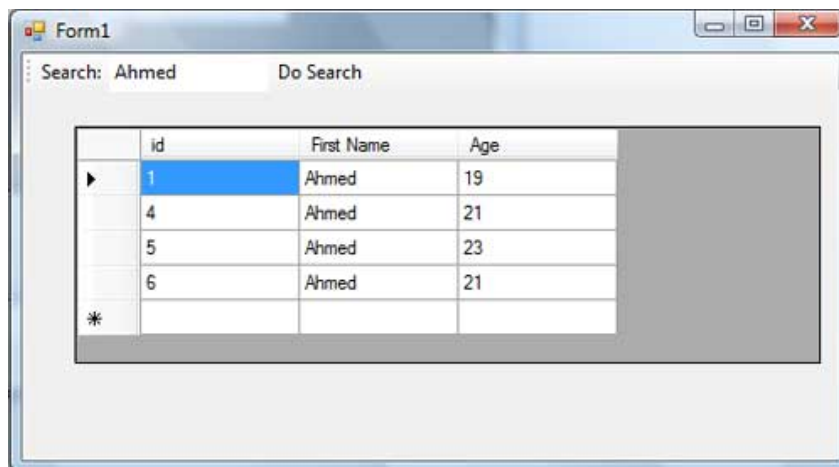 Form1
Search: Ahmed Do Search
id First Name Age
1 Ahmed 19
4 Ahmed 21
5 Ahmed 23
6 Ahmed 21